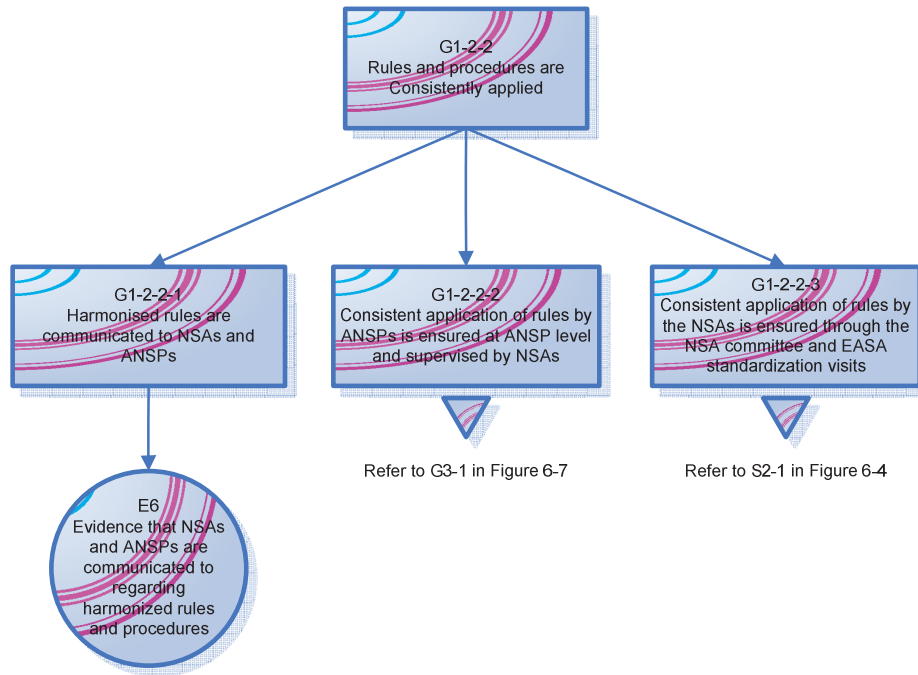 G1-2-2
Rules and procedures are
Consistently applied
G1-2-2-1
Harmonised rules are
communicated to NSAs and
ANSPs
G1-2-2-2
Consistent application of rules by
ANSPs is ensured at ANSP level
and supervised by NSAs
G1-2-2-3
Consistent application of rules by
the NSAs is ensured through the
NSA committee and EASA
standardization visits
Refer to G3-1 in Figure 6-7
Refer to S2-1 in Figure 6-4
E6
Evidence that NSAs
and ANSPs are
communicated to
regarding
harmonized rules
and procedures